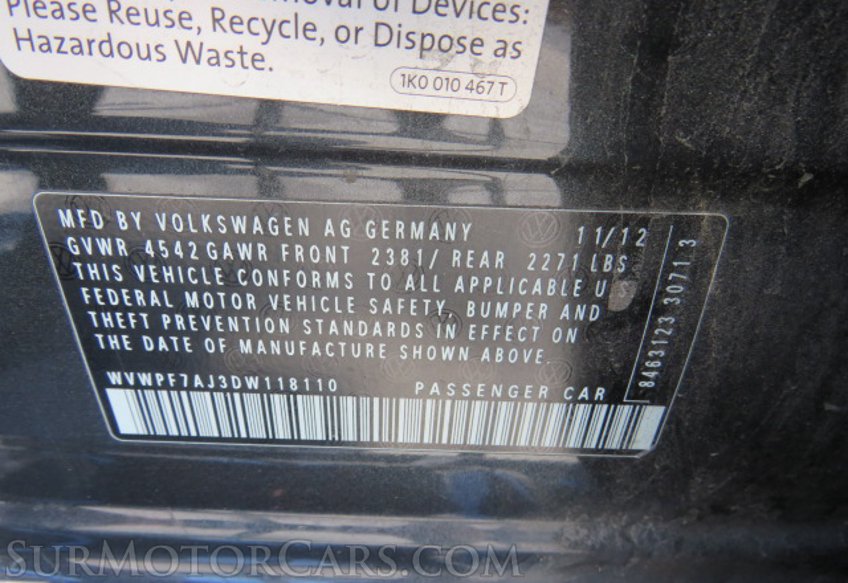 Please Reuse, Recycle, or Dispose as
Hazardous Waste.
1K0 010 467 T
MFD BY VOLKSWAGEN AG GERMANY 11/12
GVWR 4542 GAWR FRONT 2381/ REAR 2271 LBS
THIS VEHICLE CONFORMS TO ALL APPLICABLE U
FEDERAL MOTOR VEHICLE SAFETY, BUMPER AND
THEFT PREVENTION STANDARDS IN EFFECT ON
THE DATE OF MANUFACTURE SHOWN ABOVE.
WVWPF7AJ3DW118110 PASSENGER CAR
8463123 30713
SurMotorCars.com